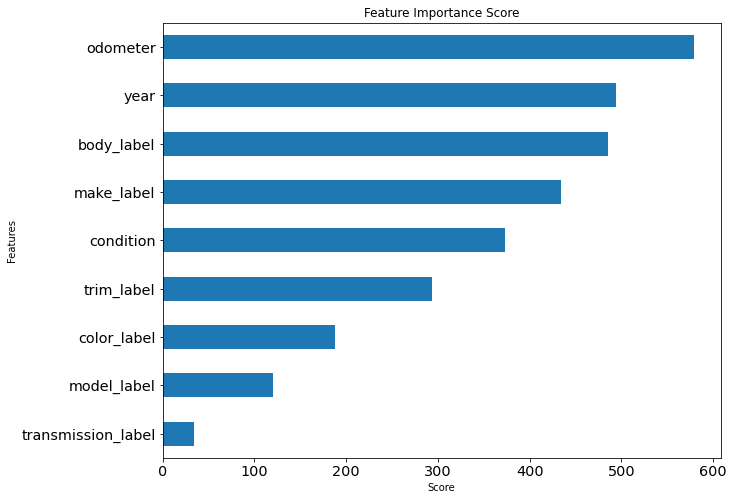 Feature Importance Score
odometer
year
body_label
make_label
condition
trim_label
color_label
model_label
transmission_label
Features
0 100 200 300 400 500 600
Score